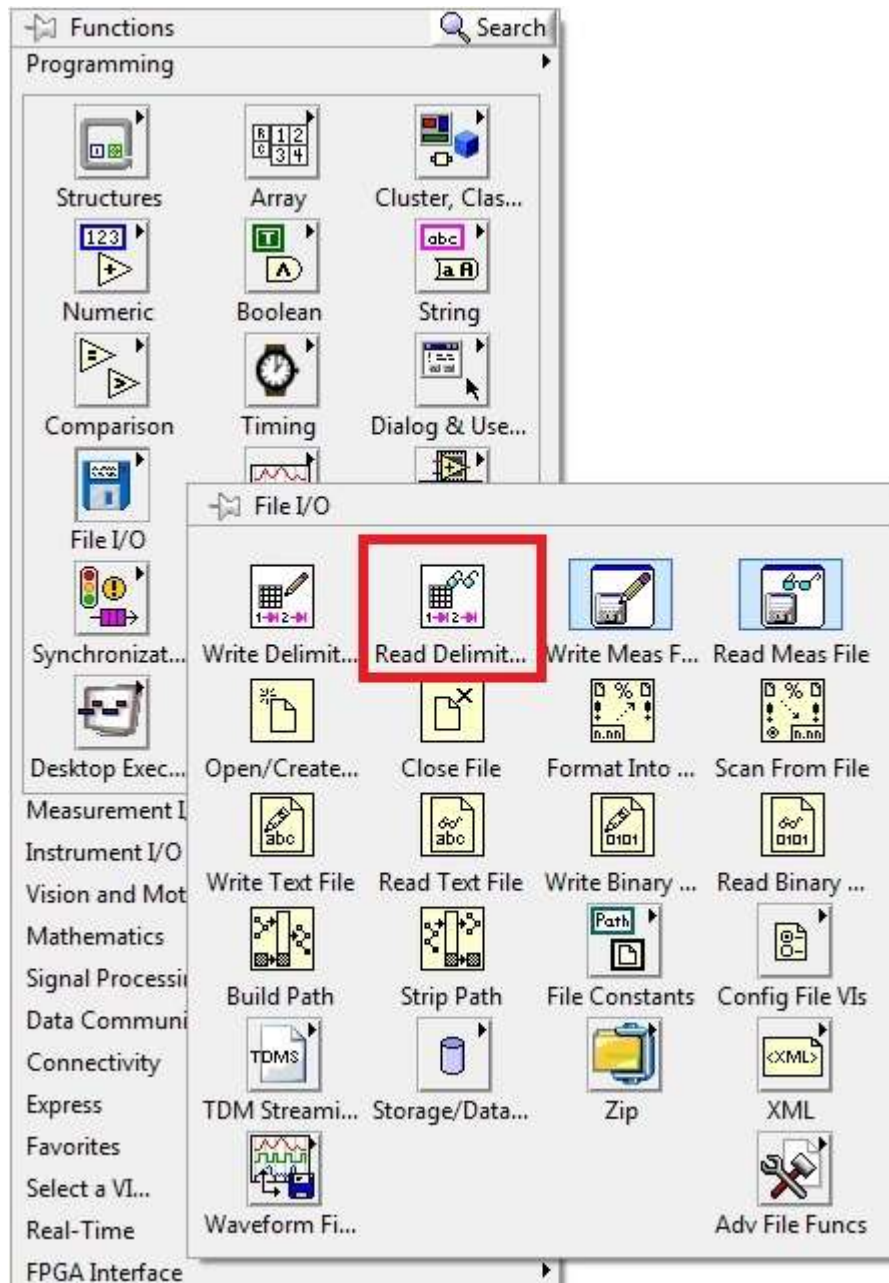 Functions Search
Programming
Structures Array Cluster, Clas...
Numeric Boolean String
Comparison Timing Dialog & Use...
File I/O
Synchronizat...
Desktop Exec...
Measurement I
Instrument I/O
Vision and Mot
Mathematics
Signal Processi
Data Communi
Connectivity
Express
Favorites
Select a VI...
Real-Time
FPGA Interface
File I/O
Write Delimit... Read Delimit... Write Meas F... Read Meas File
Open/Create... Close File Format Into ... Scan From File
Write Text File Read Text File Write Binary ... Read Binary ...
Build Path Strip Path File Constants Config File VIs
TDM Streami... Storage/Data... Zip XML
Waveform Fi... Adv File Funcs